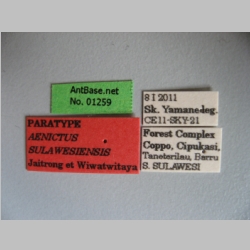 AntBase.net
No. 01259
PARATYPE
AENICTUS
SULAWESIENSIS
Jaitrong et Wiwatwitaya
8 I 2011
Sk. Yamane leg.
CE11-SKY-21
Forest Complex
Coppo, Cipukasi,
Tanetsrilau, Barru
S. SULAWESI